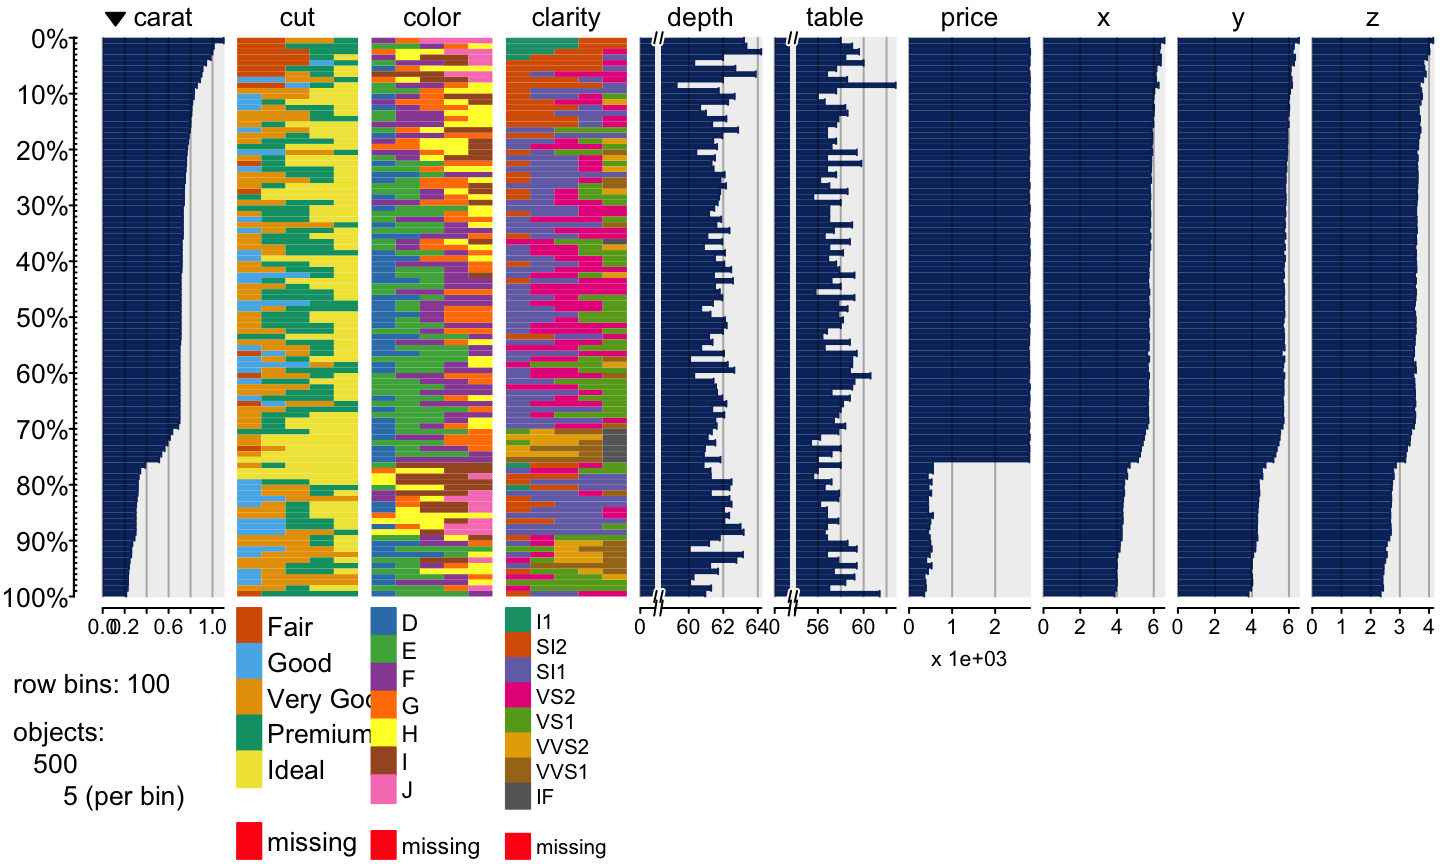 carat cut color clarity depth table price x y z
0%
10%
20%
30%
40%
50%
60%
70%
80%
90%
100%
0.0 0.2 0.6 1.0
0 60 62 64
0 56 60
0 1 2
x 1e+03
0 2 4 6
0 2 4 6
0 1 2 3 4
row bins: 100
objects:
500
5 (per bin)
Fair
Good
Very Goo
Premium
Ideal
missing
D
E
F
G
H
I
J
missing
I1
SI2
SI1
VS2
VS1
VVS2
VVS1
IF
missing